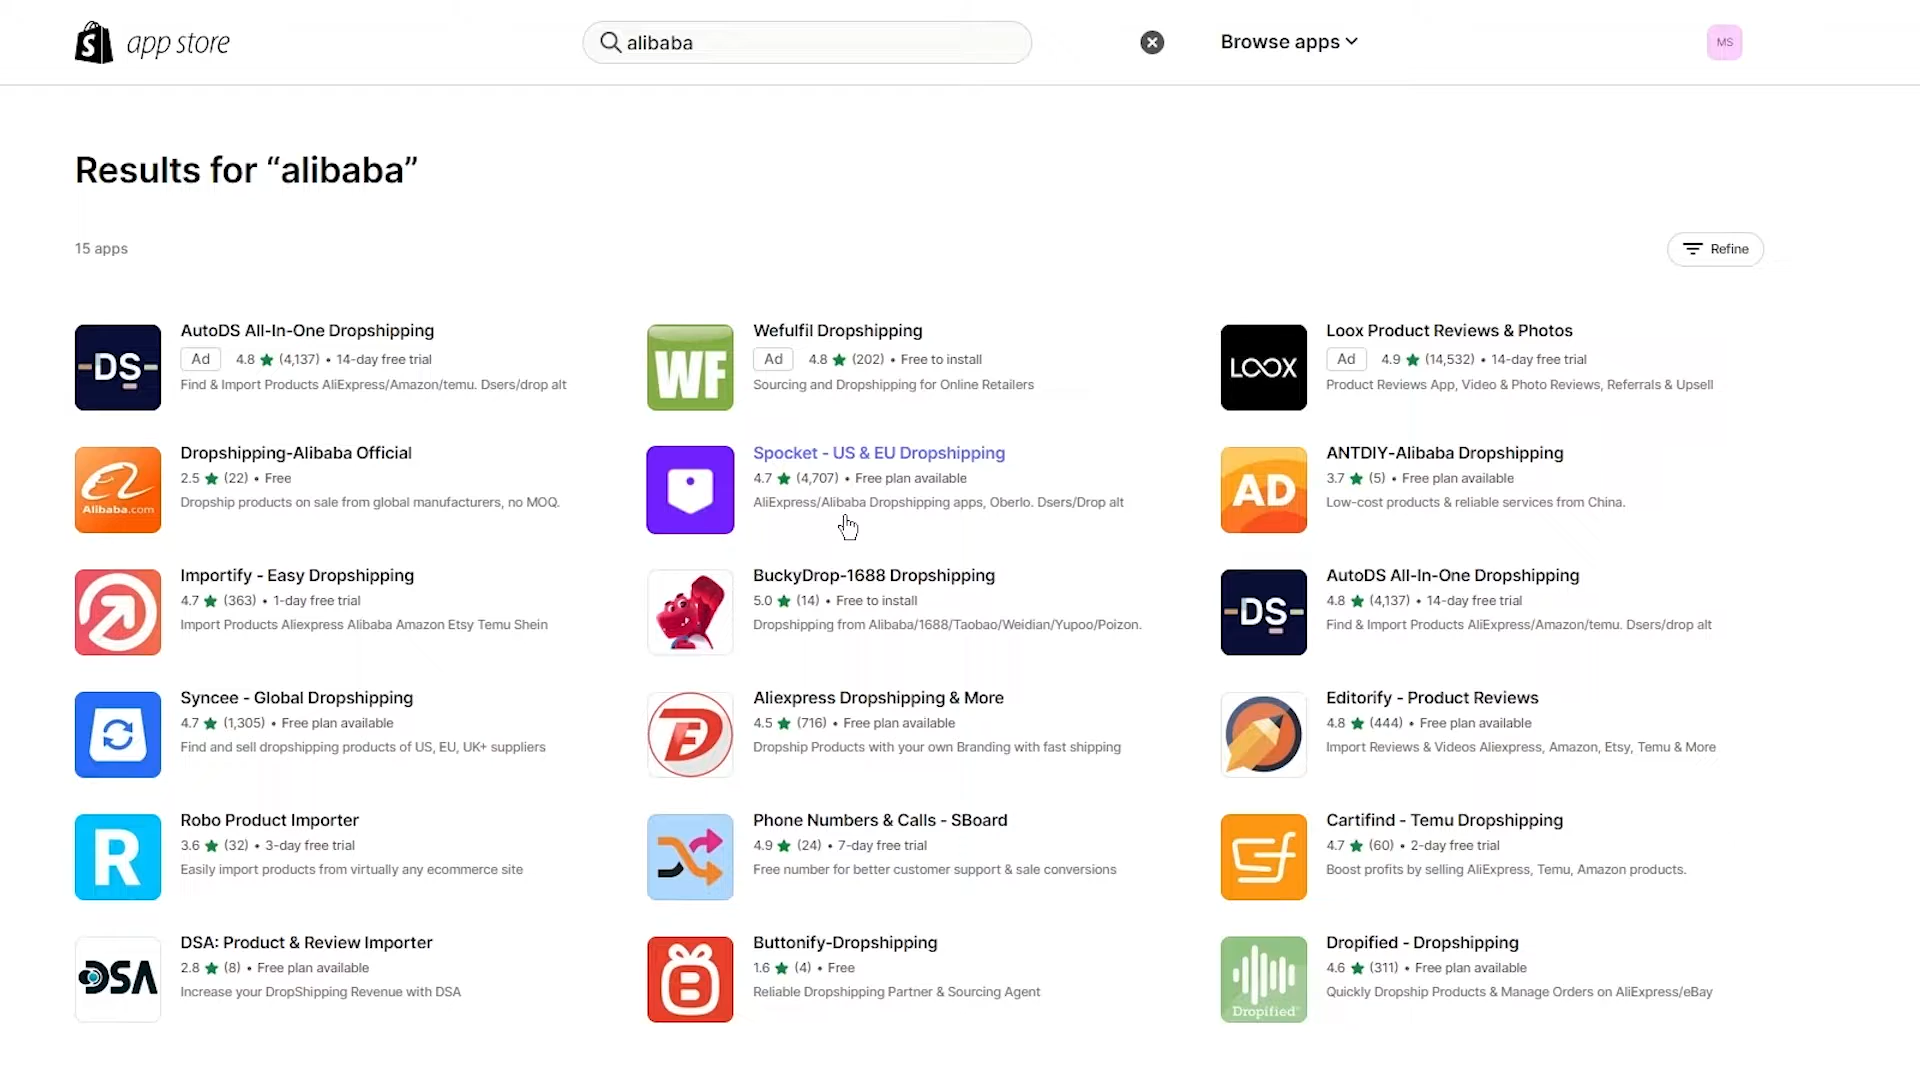 app store
alibaba
Browse apps
MS
Results for “alibaba”
15 apps
Refine
DS
AutoDS All-In-One Dropshipping
Ad 4.8 ★ (4,137) • 14-day free trial
Find & Import Products AliExpress/Amazon/temu. Dsers/drop alt
WF
Wefulfil Dropshipping
Ad 4.8 ★ (202) • Free to install
Sourcing and Dropshipping for Online Retailers
LOOX
Loox Product Reviews & Photos
Ad 4.9 ★ (14,532) • 14-day free trial
Product Reviews App, Video & Photo Reviews, Referrals & Upsell
Alibaba.com
Dropshipping-Alibaba Official
2.5 ★ (22) • Free
Dropship products on sale from global manufacturers, no MOQ.
Spocket - US & EU Dropshipping
4.7 ★ (4,707) • Free plan available
AliExpress/Alibaba Dropshipping apps, Oberlo. Dsers/Drop alt
AD
ANTDIY-Alibaba Dropshipping
3.7 ★ (5) • Free plan available
Low-cost products & reliable services from China.
Importify - Easy Dropshipping
4.7 ★ (363) • 1-day free trial
Import Products Aliexpress Alibaba Amazon Etsy Temu Shein
BuckyDrop-1688 Dropshipping
5.0 ★ (14) • Free to install
Dropshipping from Alibaba/1688/Taobao/Weidian/Yupoo/Poizon.
DS
AutoDS All-In-One Dropshipping
4.8 ★ (4,137) • 14-day free trial
Find & Import Products AliExpress/Amazon/temu. Dsers/drop alt
Syncee - Global Dropshipping
4.7 ★ (1,305) • Free plan available
Find and sell dropshipping products of US, EU, UK+ suppliers
Aliexpress Dropshipping & More
4.5 ★ (716) • Free plan available
Dropship Products with your own Branding with fast shipping
Editorify - Product Reviews
4.8 ★ (444) • Free plan available
Import Reviews & Videos Aliexpress, Amazon, Etsy, Temu & More
R
Robo Product Importer
3.6 ★ (32) • 3-day free trial
Easily import products from virtually any ecommerce site
Phone Numbers & Calls - SBoard
4.9 ★ (24) • 7-day free trial
Free number for better customer support & sale conversions
Cartifind - Temu Dropshipping
4.7 ★ (60) • 2-day free trial
Boost profits by selling AliExpress, Temu, Amazon products.
DSA
DSA: Product & Review Importer
2.8 ★ (8) • Free plan available
Increase your DropShipping Revenue with DSA
B
Buttonify-Dropshipping
1.6 ★ (4) • Free
Reliable Dropshipping Partner & Sourcing Agent
Dropified
Dropified - Dropshipping
4.6 ★ (311) • Free plan available
Quickly Dropship Products & Manage Orders on AliExpress/eBay